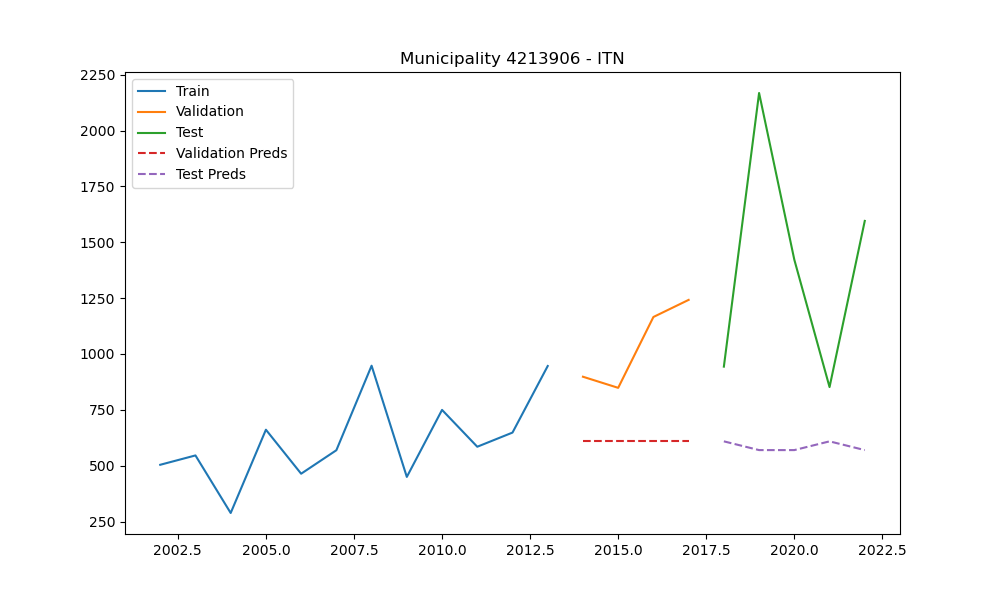 Municipality 4213906 - ITN
Train
Validation
Test
Validation Preds
Test Preds
2250
2000
1750
1500
1250
1000
750
500
250
2002.5 2005.0 2007.5 2010.0 2012.5 2015.0 2017.5 2020.0 2022.5